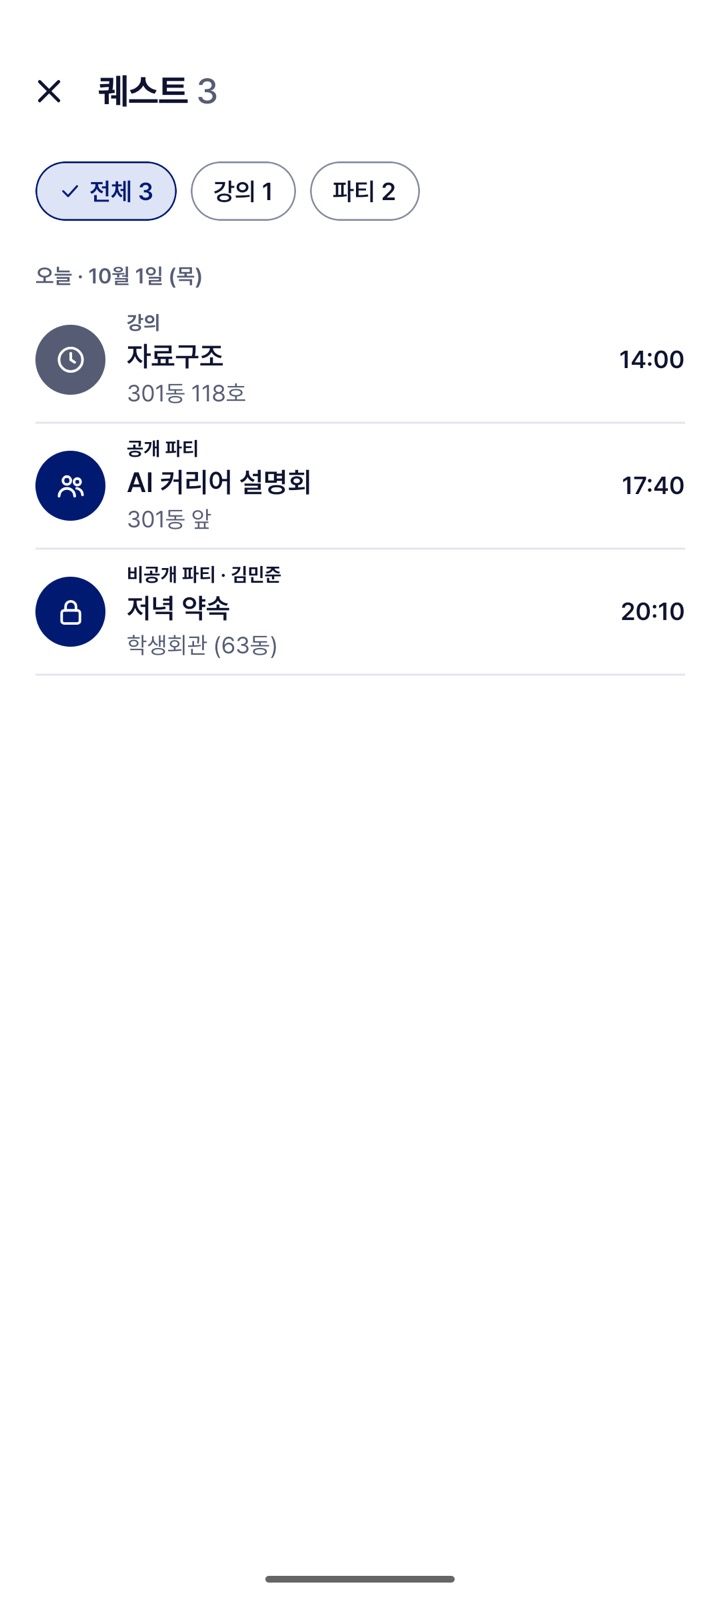 퀘스트 3
전체 3
강의 1
파티 2
오늘 · 10월 1일 (목)
강의
자료구조
301동 118호
14:00
공개 파티
AI 커리어 설명회
301동 앞
17:40
비공개 파티 · 김민준
저녁 약속
학생회관 (63동)
20:10